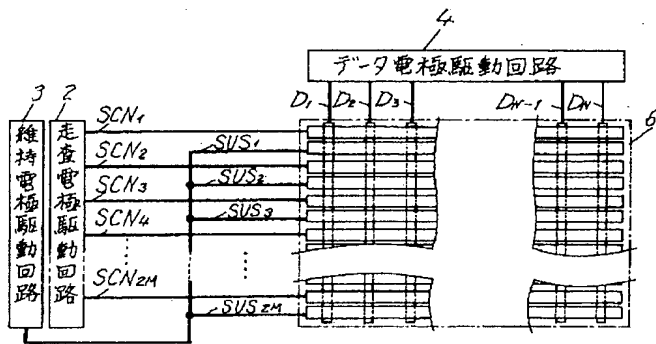 4
データ電極駆動回路
3
2
D1
D2
D3
DN-1
DN
6
維持電極駆動回路
走査電極駆動回路
SCN1
SUS1
SCN2
SUS2
SCN3
SUS3
SCN4
SCN2M
SUS2M